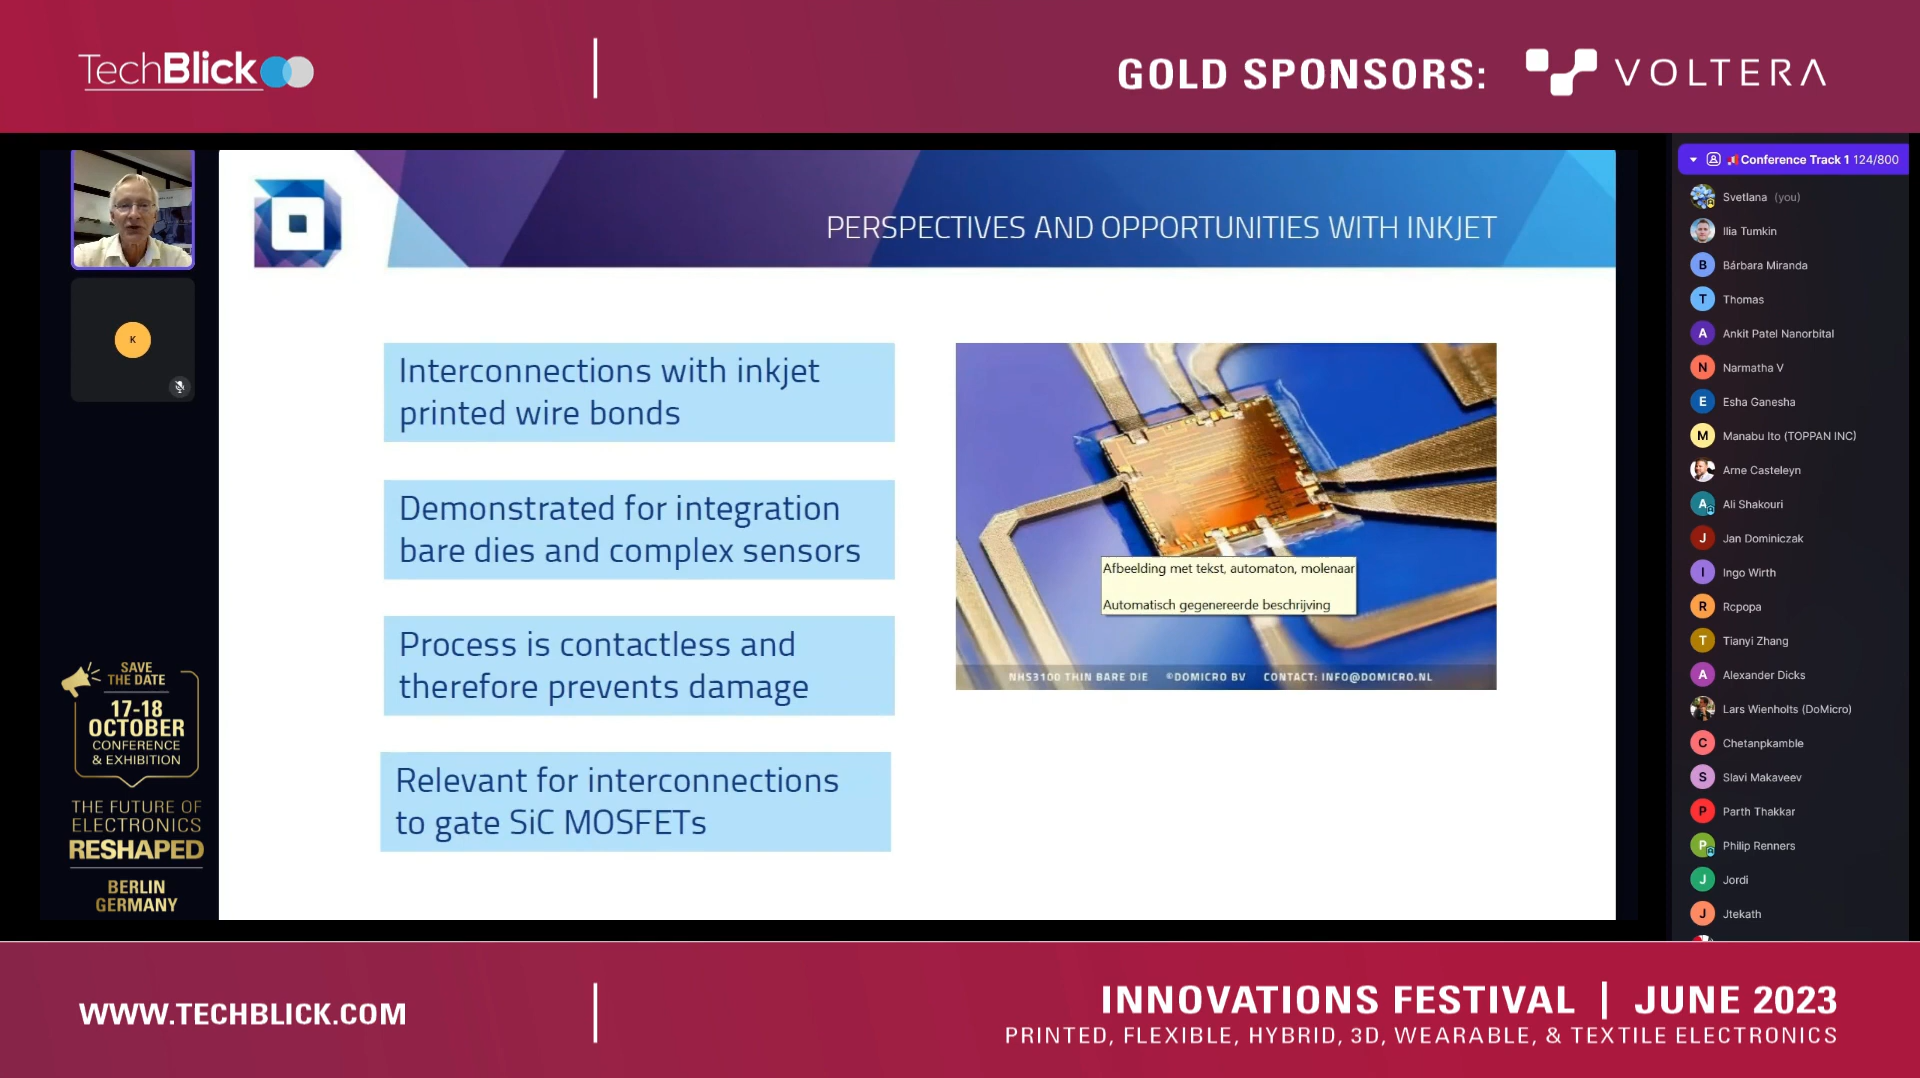 TechBlick
GOLD SPONSORS:
VOLTERA
K
SAVE
THE DATE
17-18
OCTOBER
CONFERENCE
& EXHIBITION
THE FUTURE OF
ELECTRONICS
RESHAPED
BERLIN
GERMANY
PERSPECTIVES AND OPPORTUNITIES WITH INKJET
Interconnections with inkjet
printed wire bonds
Demonstrated for integration
bare dies and complex sensors
Process is contactless and
therefore prevents damage
Relevant for interconnections
to gate SiC MOSFETs
Afbeelding met tekst, automaton, molenaar
Automatisch gegenereerde beschrijving
NHS3100 THIN BARE DIE ©DOMICRO BV CONTACT: INFO@DOMICRO.NL
Conference Track 1 124/800
Svetlana (you)
Ilia Tumkin
B Bárbara Miranda
T Thomas
A Ankit Patel Nanorbital
N Narmatha V
E Esha Ganesha
M Manabu Ito (TOPPAN INC)
Arne Casteleyn
A Ali Shakouri
J Jan Dominiczak
I Ingo Wirth
R Rcpopa
T Tianyi Zhang
A Alexander Dicks
Lars Wienholts (DoMicro)
C Chetanpkamble
S Slavi Makaveev
P Parth Thakkar
P Philip Renners
J Jordi
J Jtekath
WWW.TECHBLICK.COM
INNOVATIONS FESTIVAL | JUNE 2023
PRINTED, FLEXIBLE, HYBRID, 3D, WEARABLE, & TEXTILE ELECTRONICS